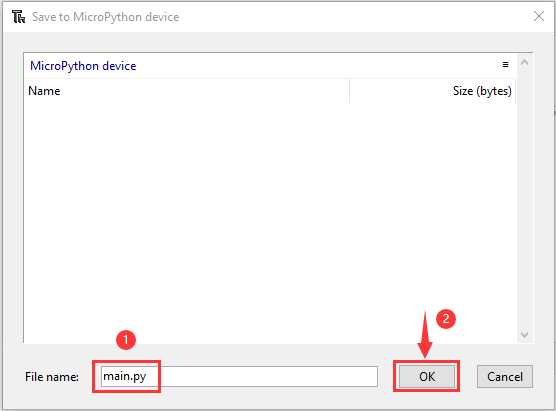 Save to MicroPython device
MicroPython device
Name Size (bytes)
1
2
File name: main.py OK Cancel